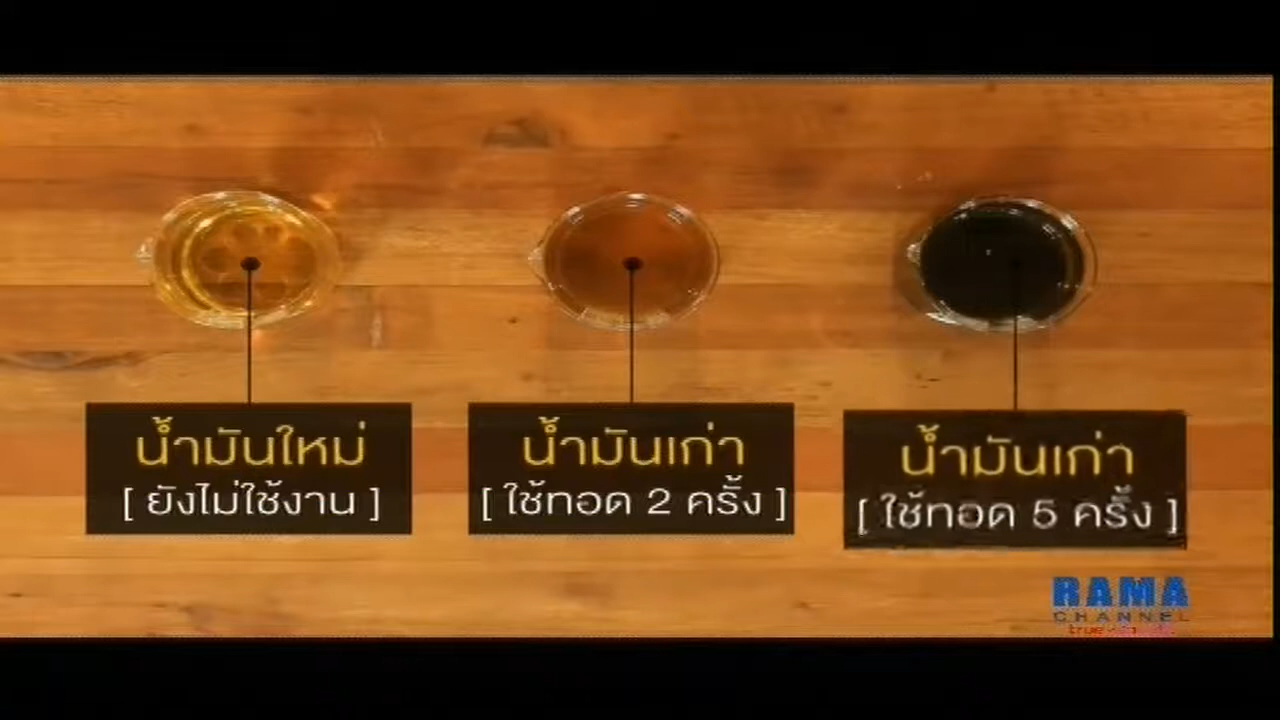 น้ำมันใหม่
[ ยังไม่ใช้งาน ]
น้ำมันเก่า
[ ใช้ทอด 2 ครั้ง ]
น้ำมันเก่า
[ ใช้ทอด 5 ครั้ง ]
RAMA
CHANNEL
true